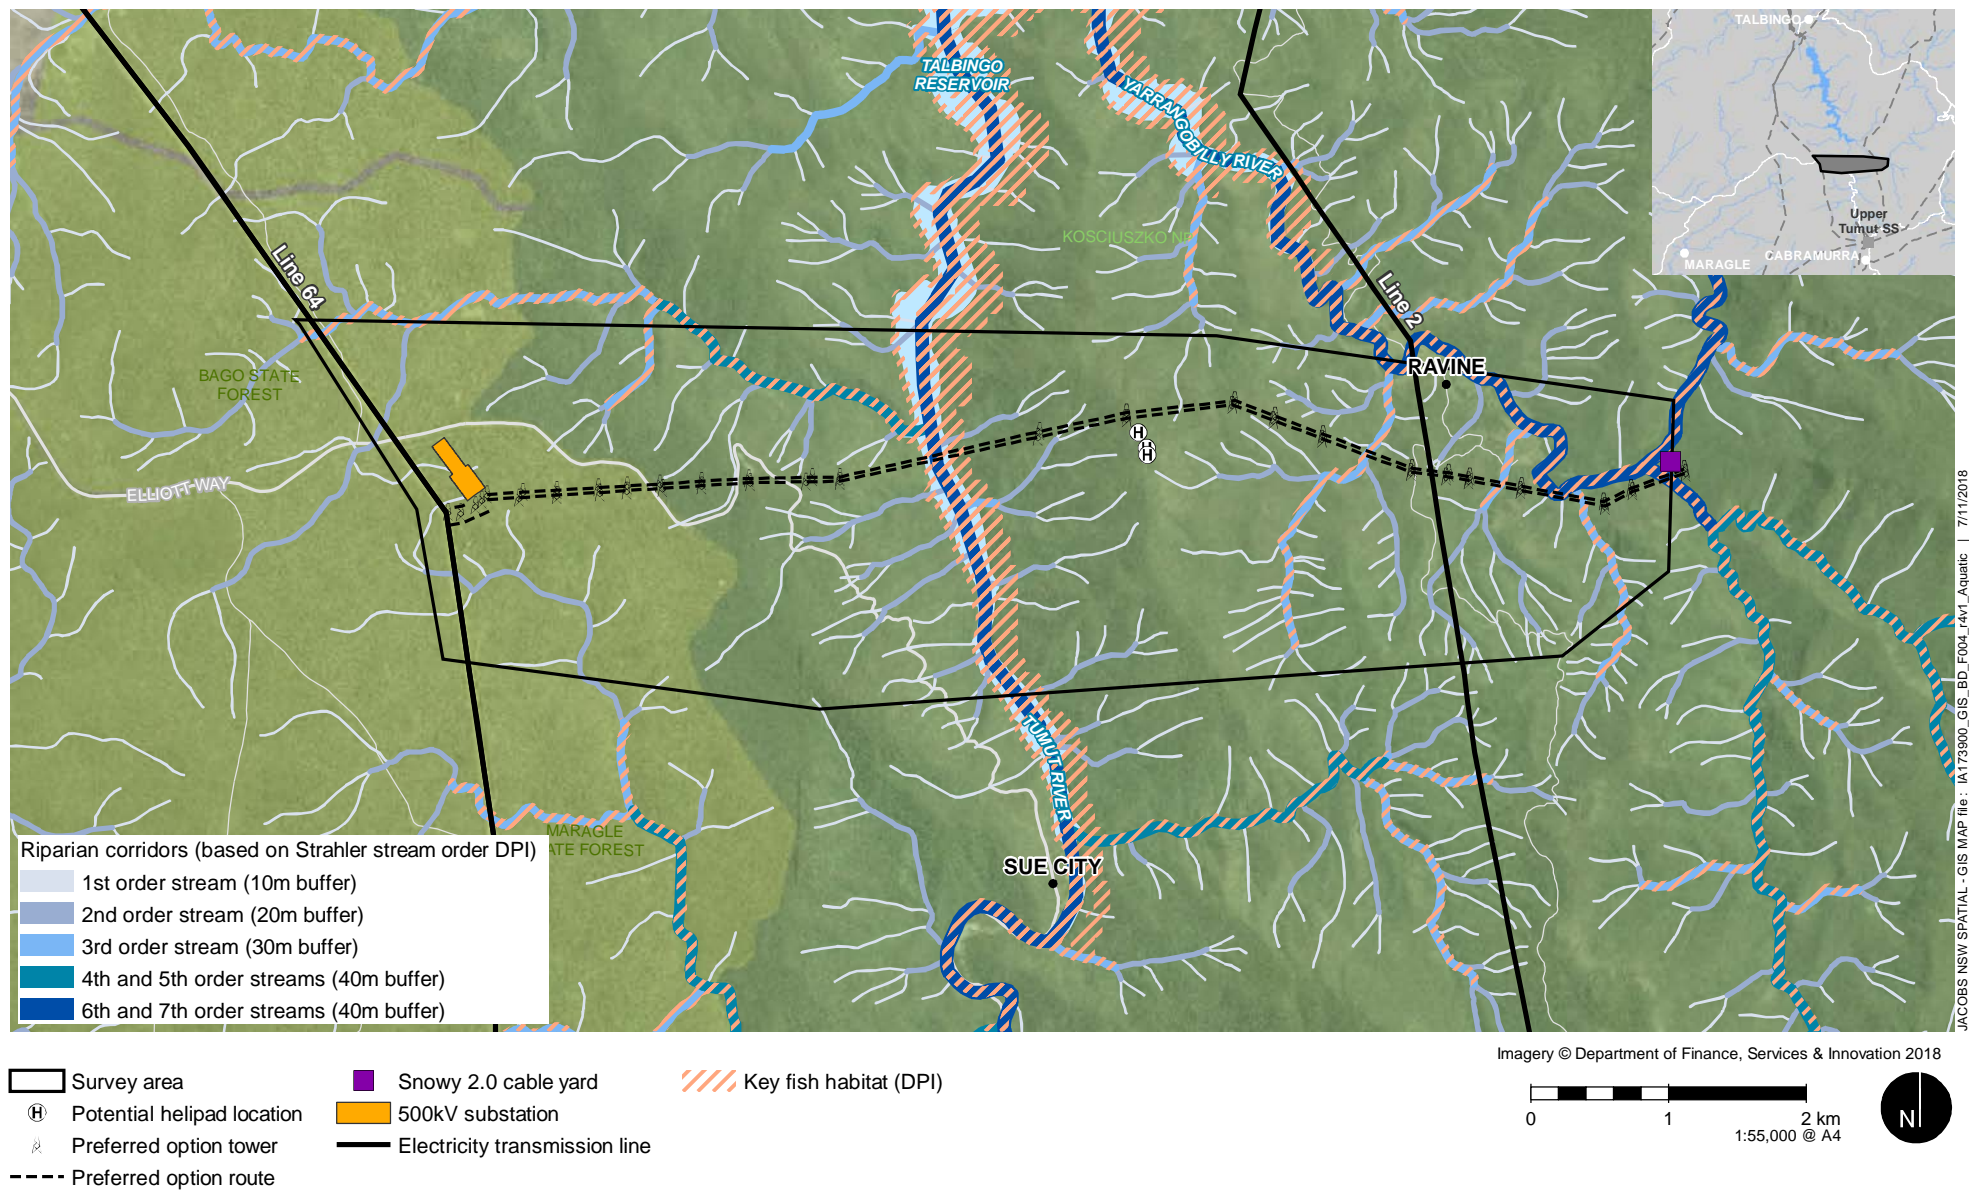 TALBINGO
RESERVOIR
YARRANGOBILLY RIVER
KOSCIUSZKO NP
Line 64
Line 2
RAVINE
BAGO STATE
FOREST
ELLIOTT WAY
TUMUT RIVER
SUE CITY
MARAGLE
ATE FOREST
TALBINGO
Upper
Tumut SS
MARAGLE
CABRAMURRA
Riparian corridors (based on Strahler stream order DPI)
1st order stream (10m buffer)
2nd order stream (20m buffer)
3rd order stream (30m buffer)
4th and 5th order streams (40m buffer)
6th and 7th order streams (40m buffer)
H
H
H
JACOBS NSW SPATIAL - GIS MAP file : IA173900_GIS_BD_F004_r4v1_Aquatic | 7/11/2018
Imagery © Department of Finance, Services & Innovation 2018
Survey area
H Potential helipad location
Preferred option tower
Preferred option route
Snowy 2.0 cable yard
500kV substation
Electricity transmission line
Key fish habitat (DPI)
0 1 2 km
1:55,000 @ A4
N